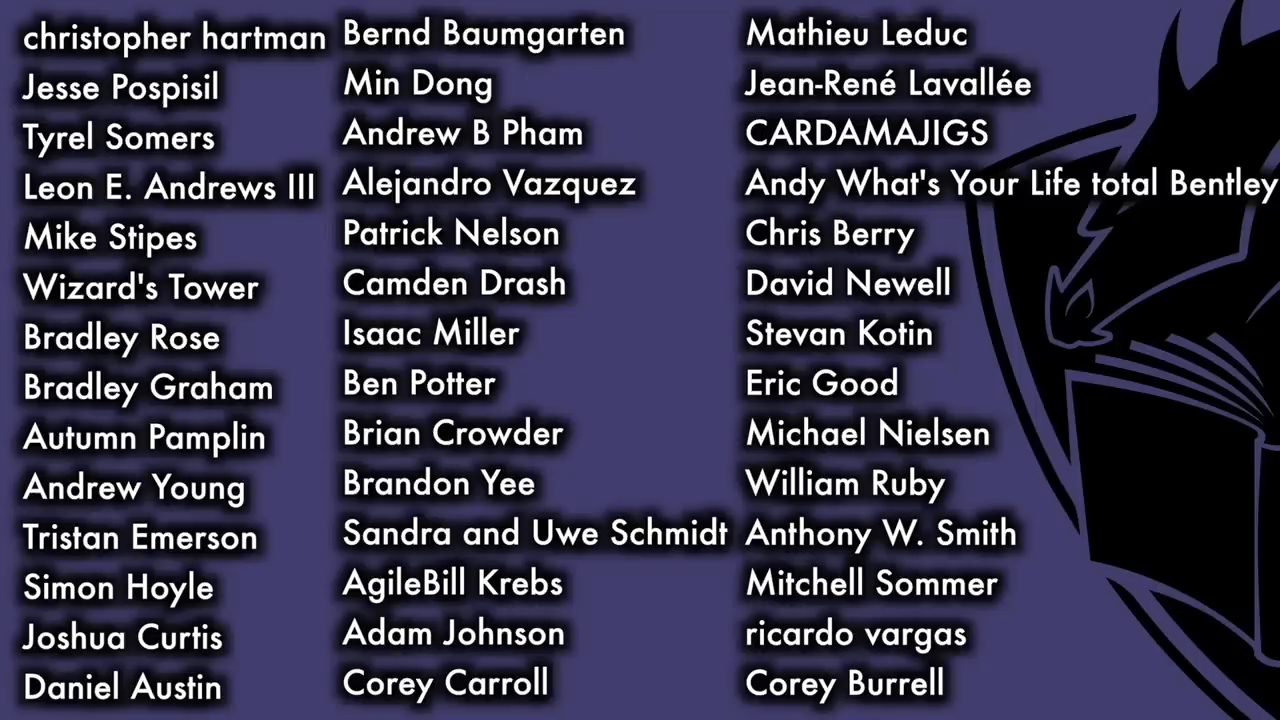 christopher hartman
Jesse Pospisil
Tyrel Somers
Leon E. Andrews III
Mike Stipes
Wizard's Tower
Bradley Rose
Bradley Graham
Autumn Pamplin
Andrew Young
Tristan Emerson
Simon Hoyle
Joshua Curtis
Daniel Austin
Bernd Baumgarten
Min Dong
Andrew B Pham
Alejandro Vazquez
Patrick Nelson
Camden Drash
Isaac Miller
Ben Potter
Brian Crowder
Brandon Yee
Sandra and Uwe Schmidt
AgileBill Krebs
Adam Johnson
Corey Carroll
Mathieu Leduc
Jean-René Lavallée
CARDAMAJIGS
Andy What's Your Life total Bentley
Chris Berry
David Newell
Stevan Kotin
Eric Good
Michael Nielsen
William Ruby
Anthony W. Smith
Mitchell Sommer
ricardo vargas
Corey Burrell